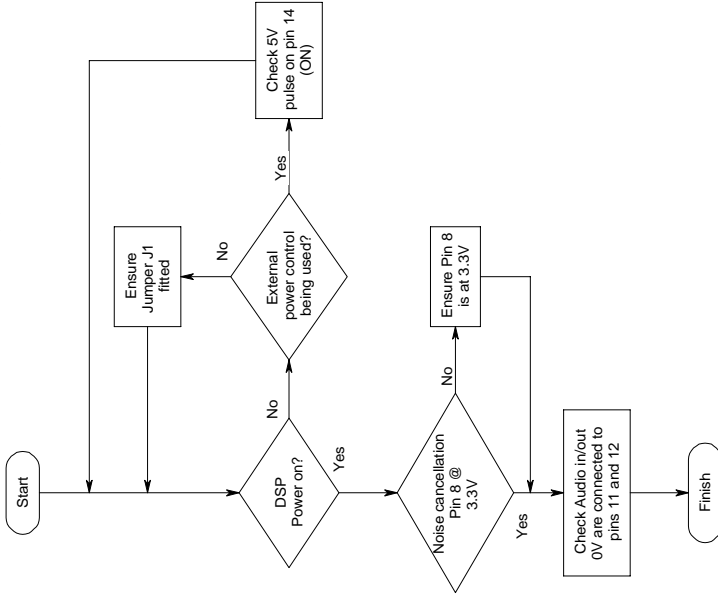 Start
DSP
Power on?
No
Yes
External
power control
being used?
No
Yes
Ensure
Jumper J1
fitted
Check 5V
pulse on pin 14
(ON)
Noise cancellation
Pin 8 @
3.3V
No
Yes
Ensure Pin 8
is at 3.3V
Check Audio in/out
0V are connected to
pins 11 and 12
Finish